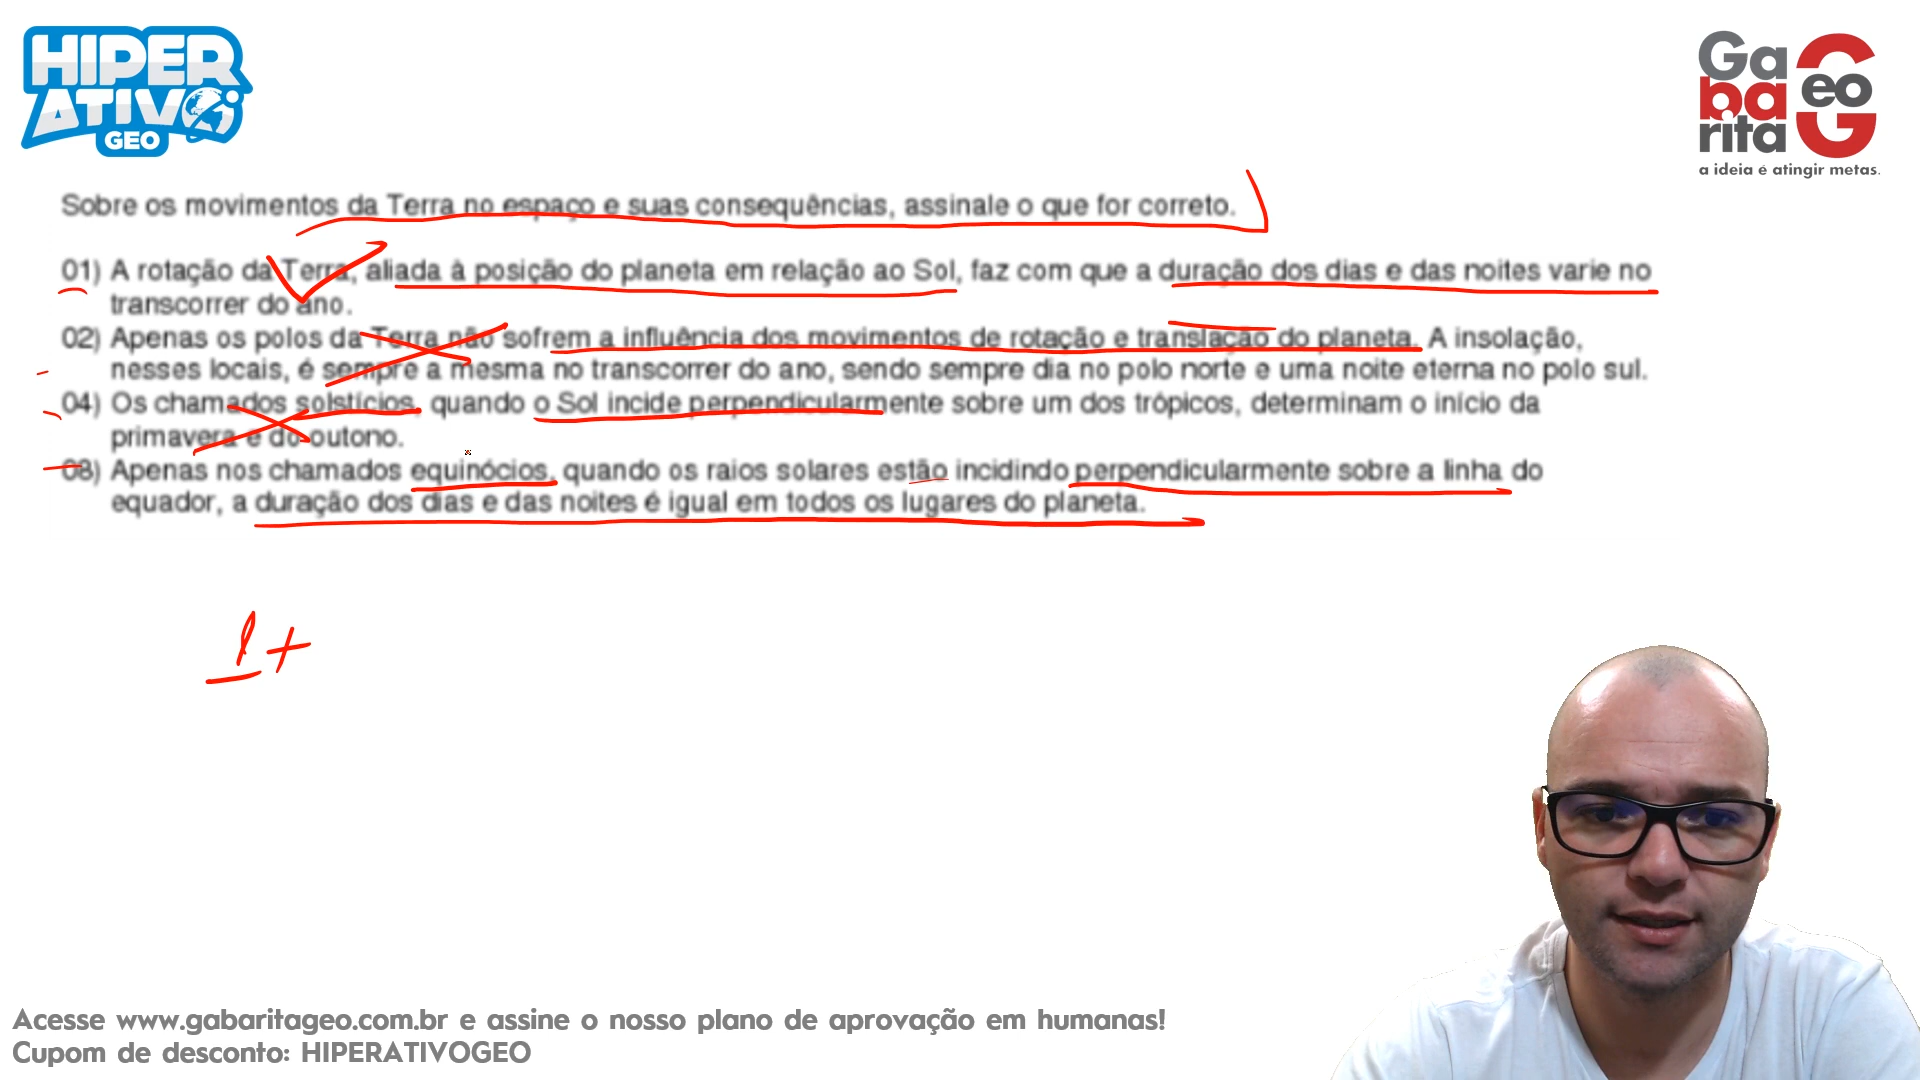 HIPER
ATIVO
GEO
Ga
ba
rita
Geo
a ideia é atingir metas.
Sobre os movimentos da Terra no espaço e suas consequências, assinale o que for correto.
01) A rotação da Terra, aliada à posição do planeta em relação ao Sol, faz com que a duração dos dias e das noites varie no
transcorrer do ano.
02) Apenas os polos da Terra não sofrem a influência dos movimentos de rotação e translação do planeta. A insolação,
nesses locais, é sempre a mesma no transcorrer do ano, sendo sempre dia no polo norte e uma noite eterna no polo sul.
04) Os chamados solstícios, quando o Sol incide perpendicularmente sobre um dos trópicos, determinam o início da
primavera e do outono.
08) Apenas nos chamados equinócios, quando os raios solares estão incidindo perpendicularmente sobre a linha do
equador, a duração dos dias e das noites é igual em todos os lugares do planeta.
1+
Acesse www.gabaritageo.com.br e assine o nosso plano de aprovação em humanas!
Cupom de desconto: HIPERATIVOGEO